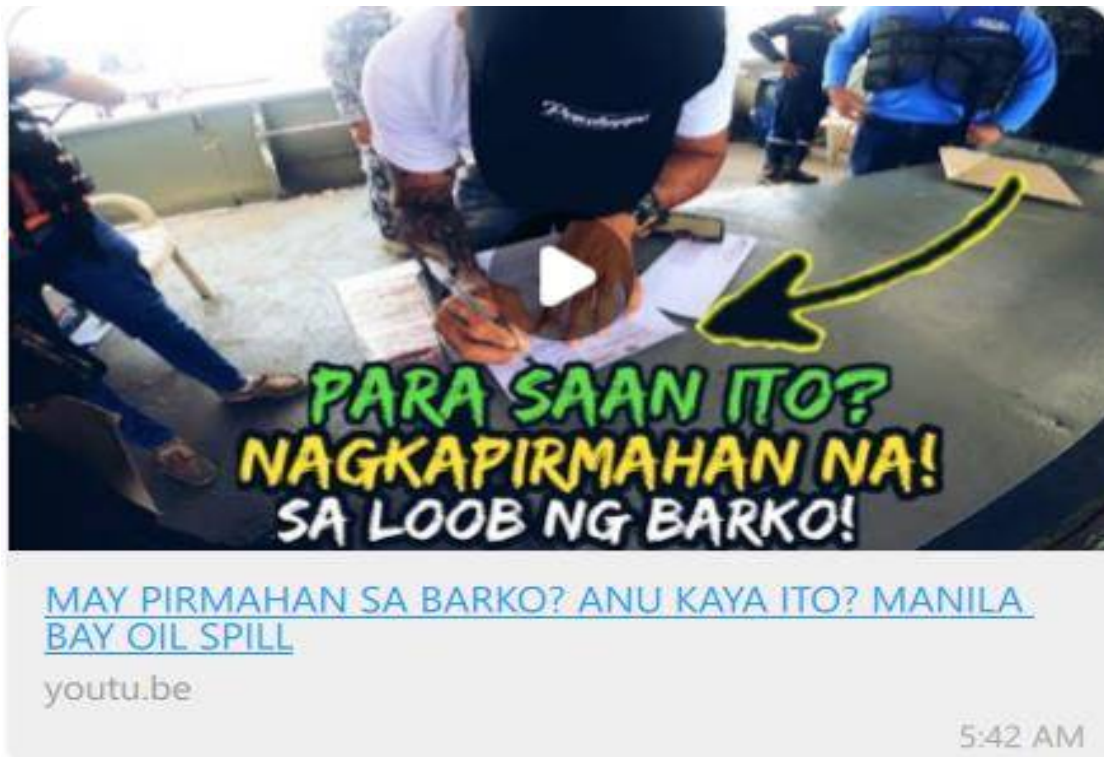 PARA SAAN ITO?
NAGKAPIRMAHAN NA!
SA LOOB NG BARKO!
MAY PIRMAHAN SA BARKO? ANU KAYA ITO? MANILA
BAY OIL SPILL
youtu.be
5:42 AM